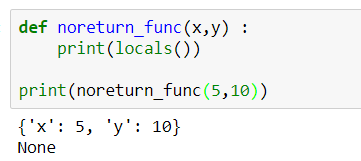 def noreturn_func(x,y) :
    print(locals())

print(noreturn_func(5,10))
{'x': 5, 'y': 10}
None